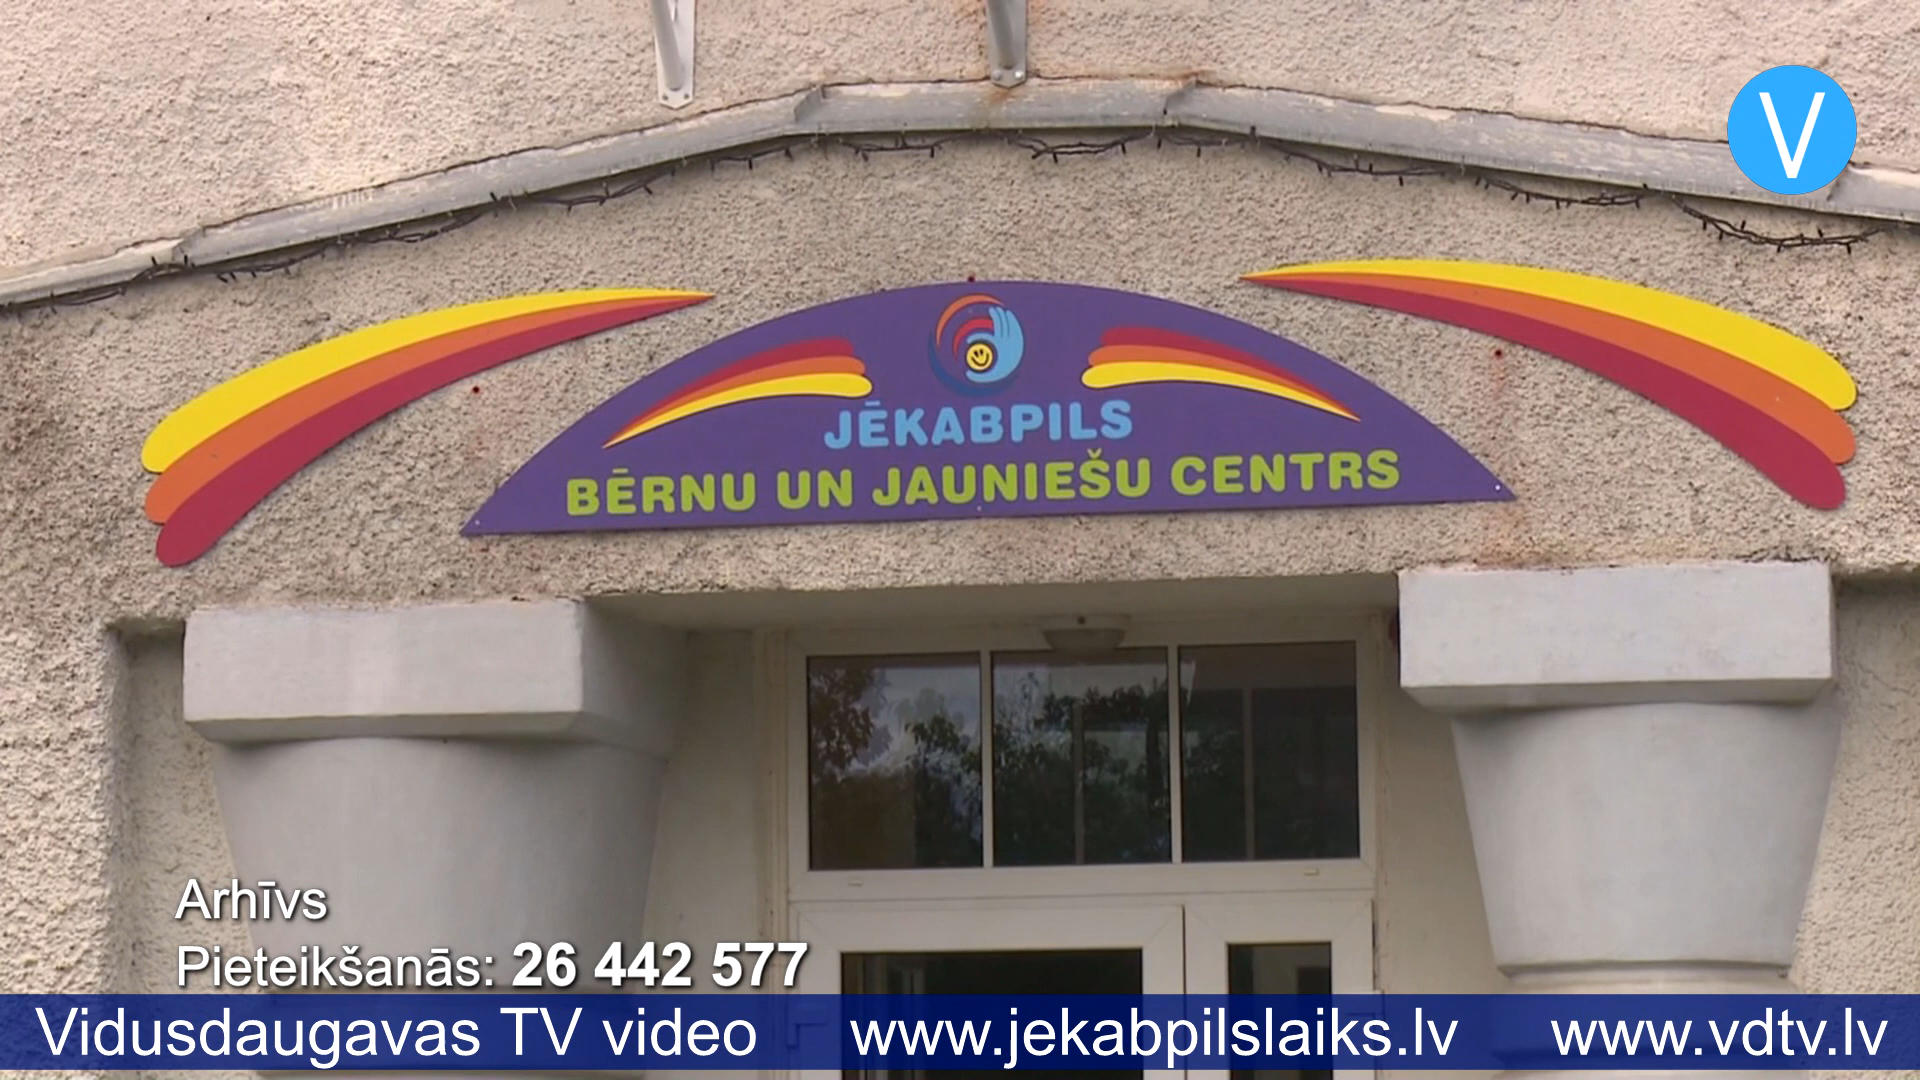 V
JĒKABPILS
BĒRNU UN JAUNIEŠU CENTRS
Arhīvs
Pieteikšanās: 26 442 577
Vidusdaugavas TV video www.jekabpilslaiks.lv www.vdtv.lv